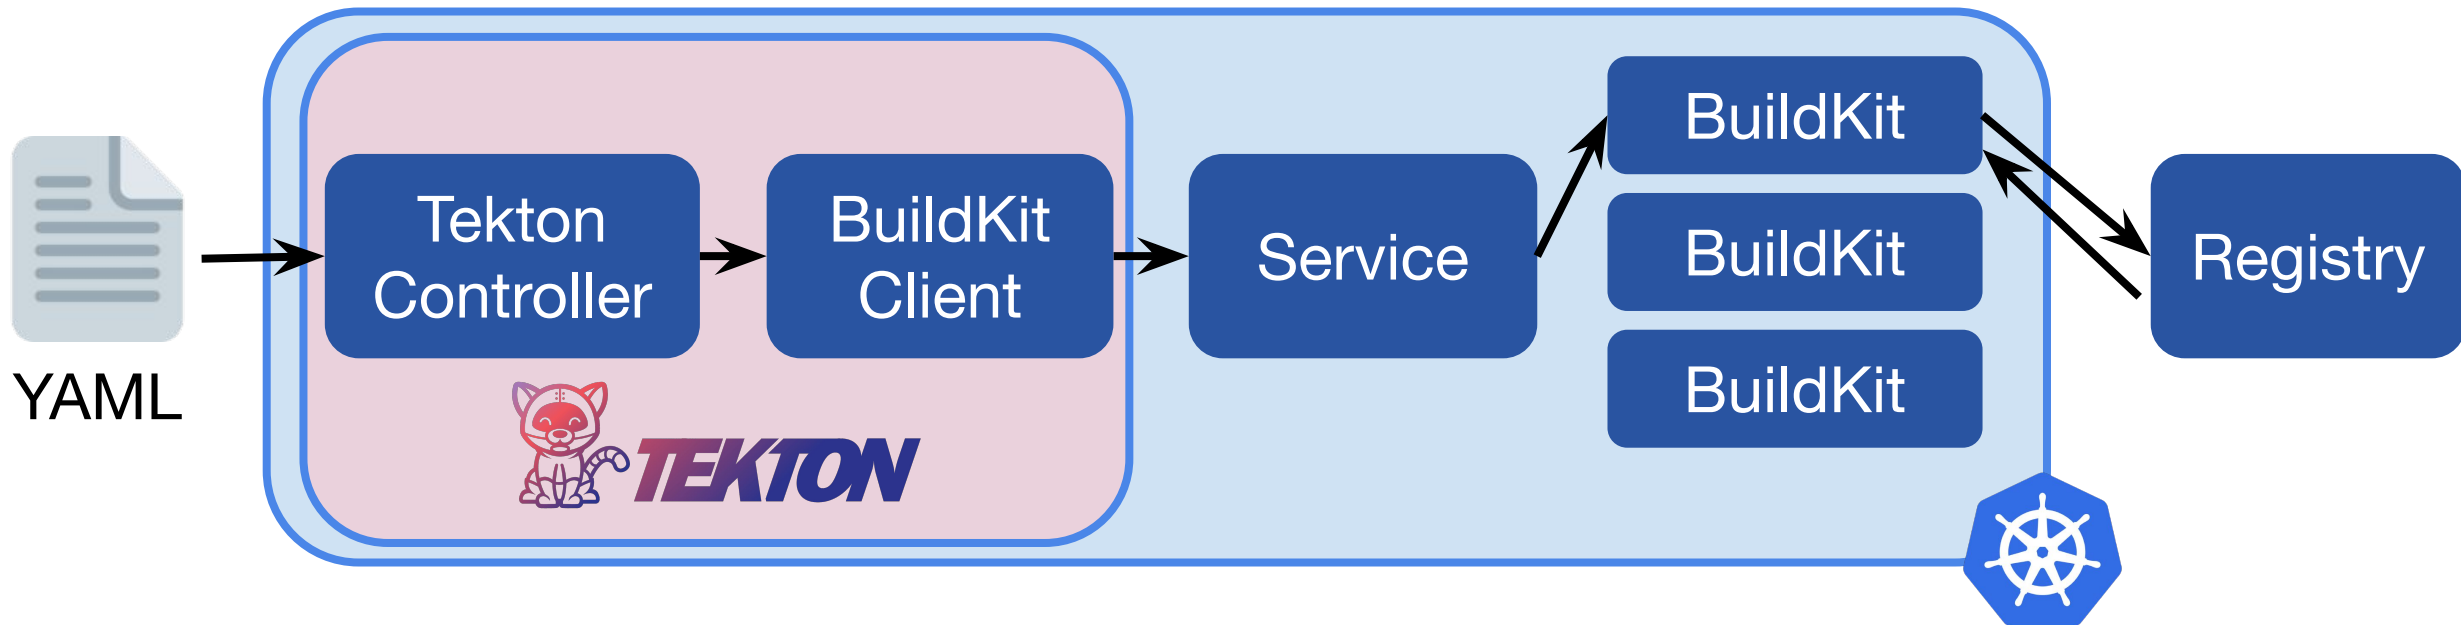 YAML
Tekton
Controller
BuildKit
Client
TEKTON
Service
BuildKit
BuildKit
BuildKit
Registry